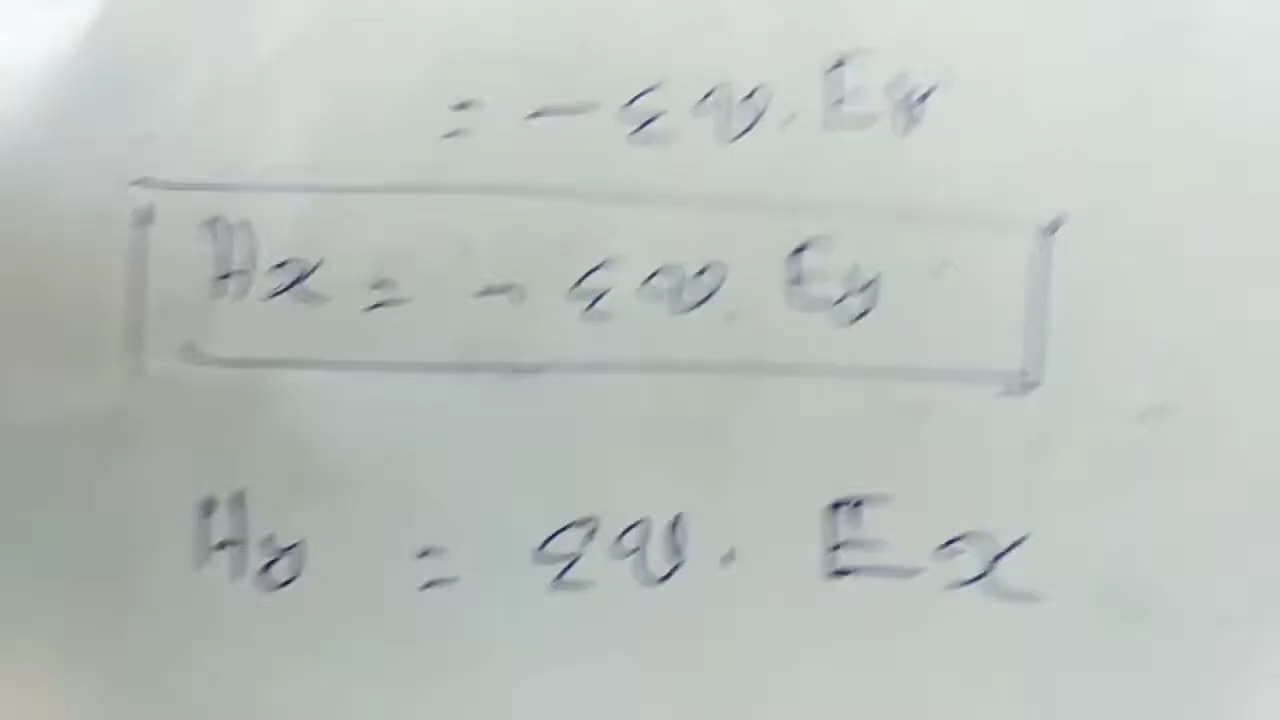 = - εv. Ey
Hx = - εv. Ey
Hy = εv. Ex